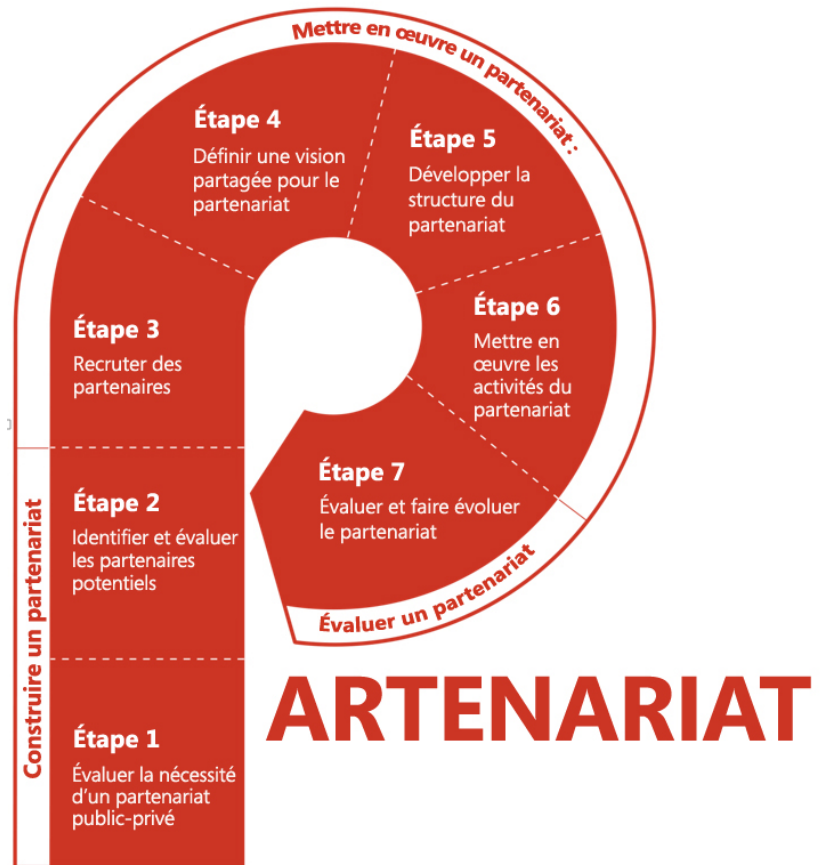 Mettre en œuvre un partenariat :
Étape 4
Définir une vision
partagée pour le
partenariat
Étape 5
Développer la
structure du
partenariat
Étape 3
Recruter des
partenaires
Étape 6
Mettre en
œuvre les
activités du
partenariat
Étape 7
Évaluer et faire évoluer
le partenariat
Évaluer un partenariat
Étape 2
Identifier et évaluer
les partenaires
potentiels
Construire un partenariat
Étape 1
Évaluer la nécessité
d'un partenariat
public-privé
ARTENARIAT